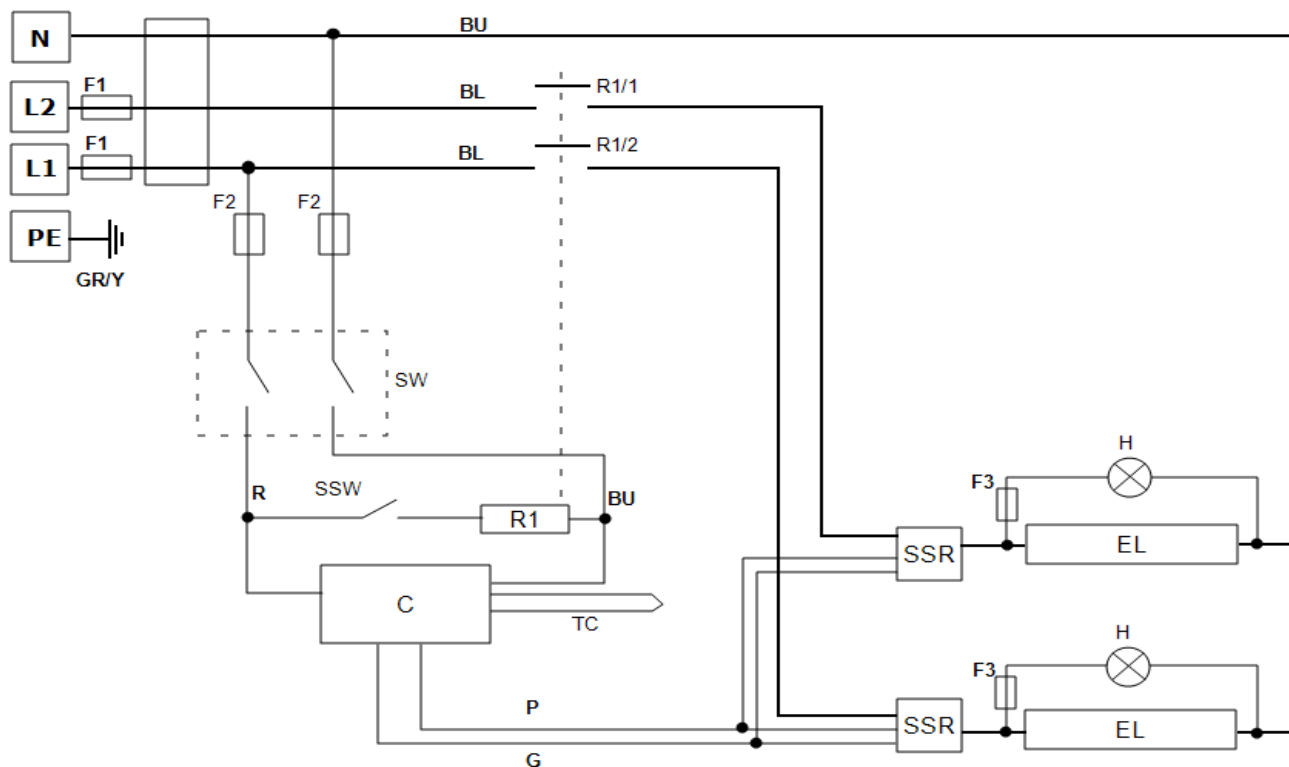 N
BU
F1
L2
BL
R1/1
F1
L1
BL
R1/2
PE
GR/Y
F2
F2
SW
R
SSW
R1
BU
C
TC
P
G
H
F3
SSR
EL
H
F3
SSR
EL